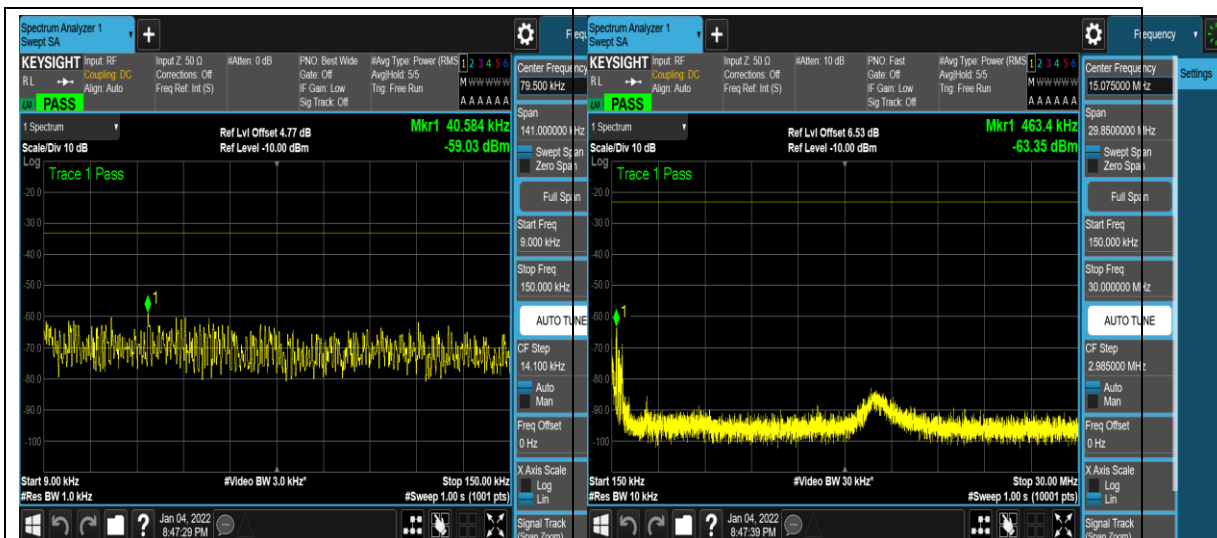 Spectrum Analyzer 1
Swept SA
+
Frequ
KEYSIGHT
RL
Input: RF
Coupling: DC
Align: Auto
Input Z: 50 Ω
Corrections: Off
Freq Ref: Int (S)
#Atten: 0 dB
PNO: Best Wide
Gate: Off
IF Gain: Low
Sig Track: Off
#Avg Type: Power (RMS
Avg|Hold: 5/5
Trig: Free Run
1 2 3 4 5 6
M W W W W W
A A A A A A
PASS
1 Spectrum
Scale/Div 10 dB
Log
Ref Lvl Offset 4.77 dB
Ref Level -10.00 dBm
Mkr1 40.584 kHz
-59.03 dBm
Trace 1 Pass
-20.0
-30.0
-40.0
-50.0
-60.0
-70.0
-80.0
-90.0
-100
1
Start 9.00 kHz
#Res BW 1.0 kHz
#Video BW 3.0 kHz*
Stop 150.00 kHz
#Sweep 1.00 s (1001 pts)
?
Jan 04, 2022
8:47:29 PM
Center Frequency
79.500 kHz
Span
141.000000 kHz
Swept Span
Zero Span
Full Span
Start Freq
9.000 kHz
Stop Freq
150.000 kHz
AUTO TUNE
CF Step
14.100 kHz
Auto
Man
Freq Offset
0 Hz
X Axis Scale
Log
Lin
Signal Track
(Span Zoom)
Spectrum Analyzer 1
Swept SA
+
Frequency
Settings
KEYSIGHT
RL
Input: RF
Coupling: DC
Align: Auto
Input Z: 50 Ω
Corrections: Off
Freq Ref: Int (S)
#Atten: 10 dB
PNO: Fast
Gate: Off
IF Gain: Low
Sig Track: Off
#Avg Type: Power (RMS
Avg|Hold: 5/5
Trig: Free Run
1 2 3 4 5 6
M W W W W W
A A A A A A
PASS
1 Spectrum
Scale/Div 10 dB
Log
Ref Lvl Offset 6.53 dB
Ref Level -10.00 dBm
Mkr1 463.4 kHz
-63.35 dBm
Trace 1 Pass
-20.0
-30.0
-40.0
-50.0
-60.0
-70.0
-80.0
-90.0
-100
1
Start 150 kHz
#Res BW 10 kHz
#Video BW 30 kHz*
Stop 30.00 MHz
#Sweep 1.00 s (10001 pts)
?
Jan 04, 2022
8:47:39 PM
Center Frequency
15.075000 MHz
Span
29.8500000 MHz
Swept Span
Zero Span
Full Span
Start Freq
150.000 kHz
Stop Freq
30.000000 MHz
AUTO TUNE
CF Step
2.985000 MHz
Auto
Man
Freq Offset
0 Hz
X Axis Scale
Log
Lin
Signal Track
(Span Zoom)